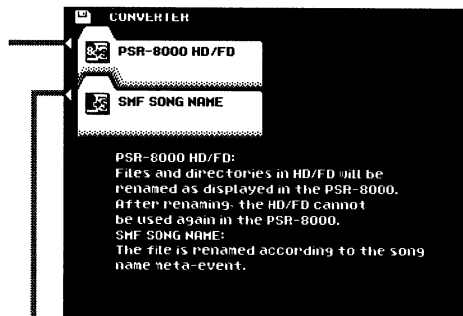 CONVERTER
PSR-8000 HD/FD
SMF SONG NAME
PSR-8000 HD/FD:
Files and directories in HD/FD will be
renamed as displayed in the PSR-8000.
After renaming, the HD/FD cannot
be used again in the PSR-8000.
SMF SONG NAME:
The file is renamed according to the song
name meta-event.